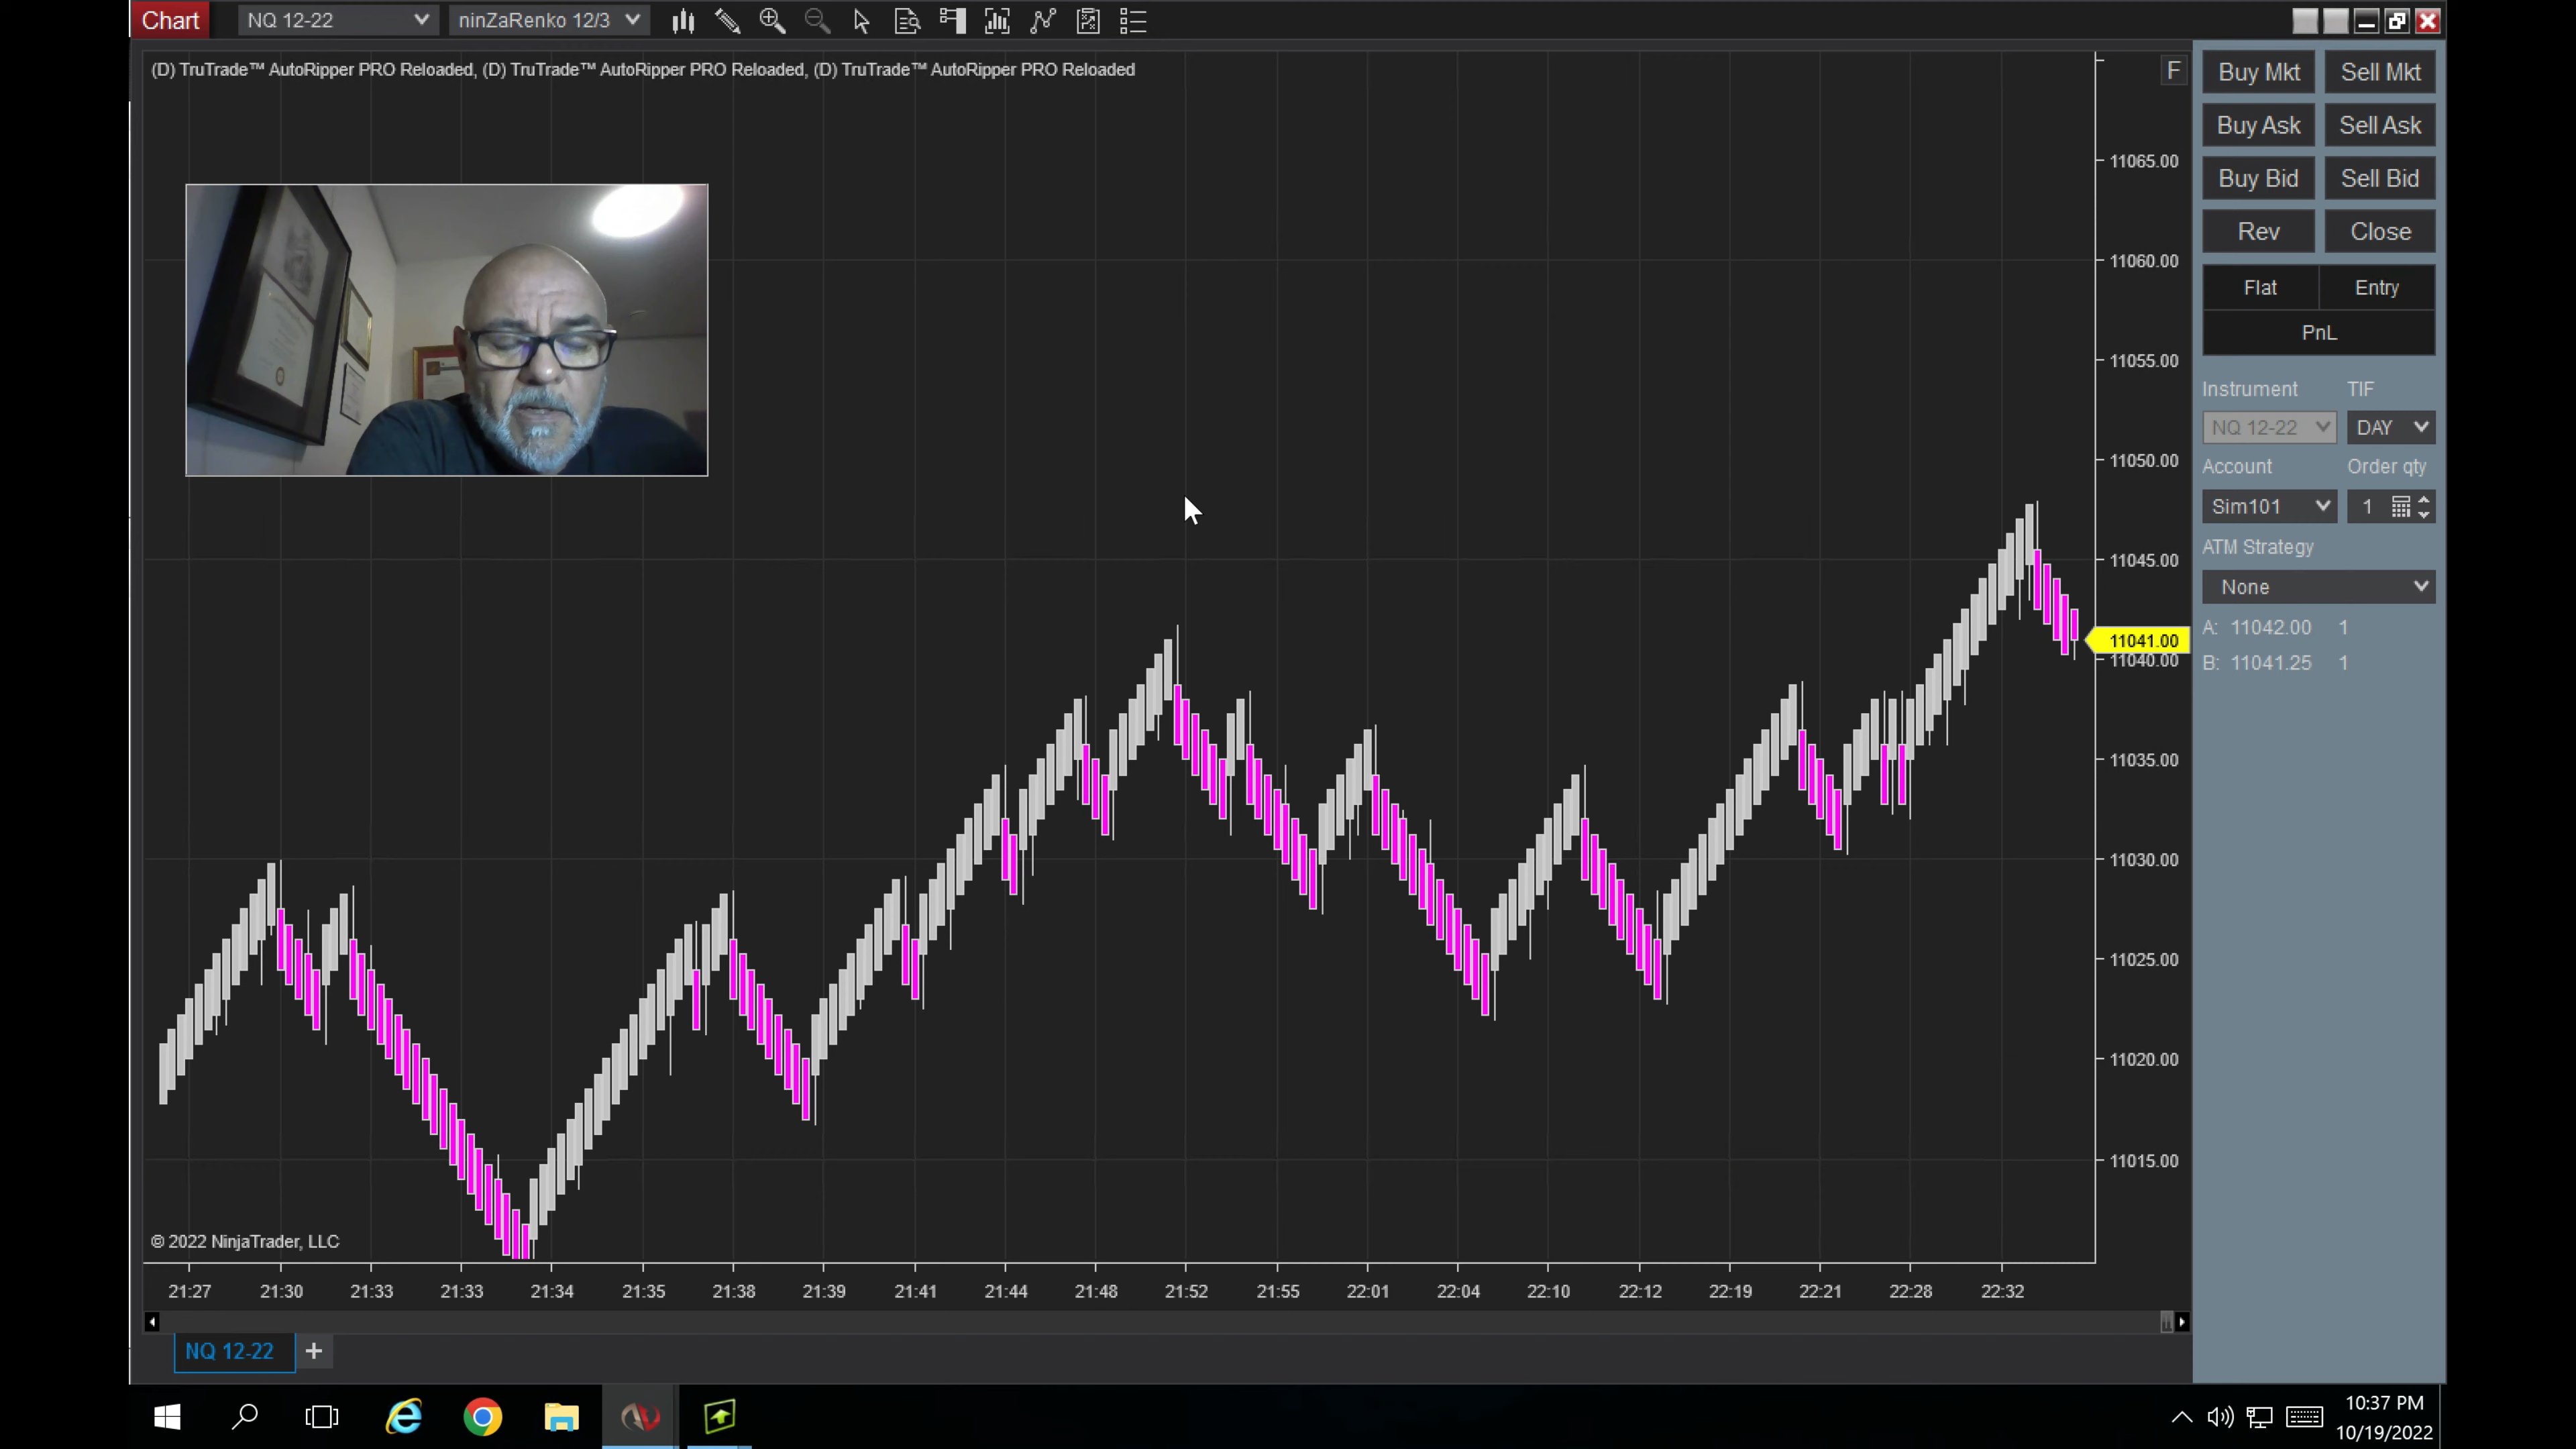 Chart NQ 12-22 ninZaRenko 12/3
(D) TruTrade™ AutoRipper PRO Reloaded, (D) TruTrade™ AutoRipper PRO Reloaded, (D) TruTrade™ AutoRipper PRO Reloaded
F
Buy Mkt Sell Mkt
Buy Ask Sell Ask
Buy Bid Sell Bid
Rev Close
Flat Entry
PnL
Instrument TIF
NQ 12-22 DAY
Account Order qty
Sim101 1
ATM Strategy
None
A: 11042.00 1
B: 11041.25 1
11065.00
11060.00
11055.00
11050.00
11045.00
11041.00
11040.00
11035.00
11030.00
11025.00
11020.00
11015.00
© 2022 NinjaTrader, LLC
21:27 21:30 21:33 21:33 21:34 21:35 21:38 21:39 21:41 21:44 21:48 21:52 21:55 22:01 22:04 22:10 22:12 22:19 22:21 22:28 22:32
NQ 12-22 +
10:37 PM
10/19/2022